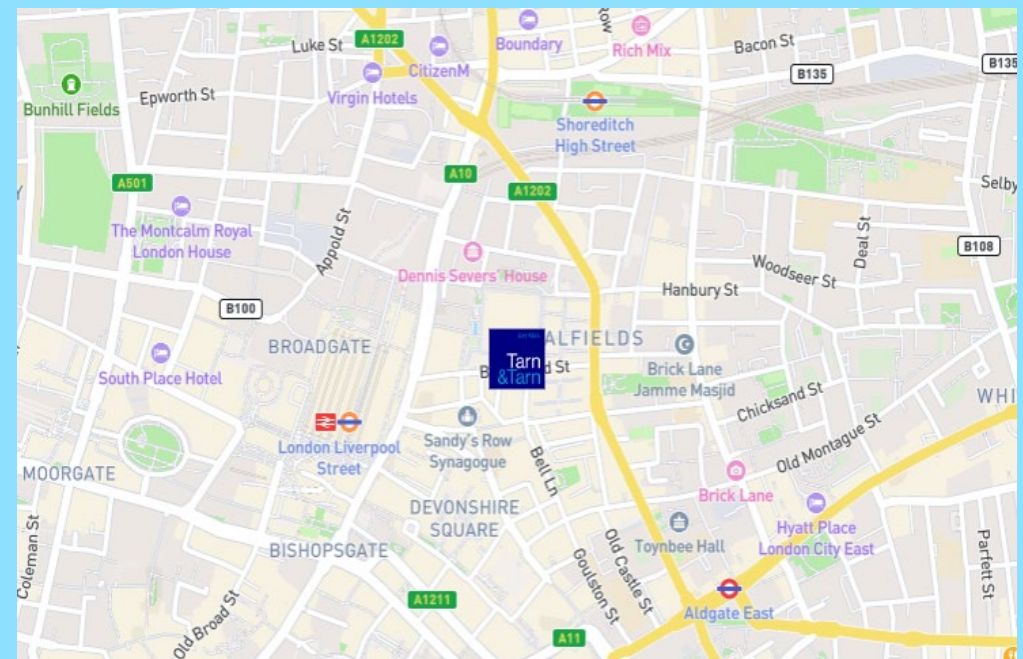 Luke St
A1202
CitizenM
Boundary
Row
Rich Mix
Bacon St
B135
B135
Bunhill Fields
Epworth St
Virgin Hotels
Shoreditch
High Street
A501
A10
A1202
Selby
The Montcalm Royal
London House
Appold St
Dennis Severs' House
Deal St
B108
Woodseer St
Hanbury St
B100
BROADGATE
ALFIELDS
Tarn
&Tarn
d St
South Place Hotel
Brick Lane
Jamme Masjid
Chicksand St
WHI
London Liverpool
Street
Sandy's Row
Synagogue
Bell Ln
Old Montague St
MOORGATE
Brick Lane
DEVONSHIRE
SQUARE
Hyatt Place
London City East
Toynbee Hall
BISHOPSGATE
Coleman St
Old Castle St
Goulston St
Parfett St
Aldgate East
A1211
Old Broad St
A11